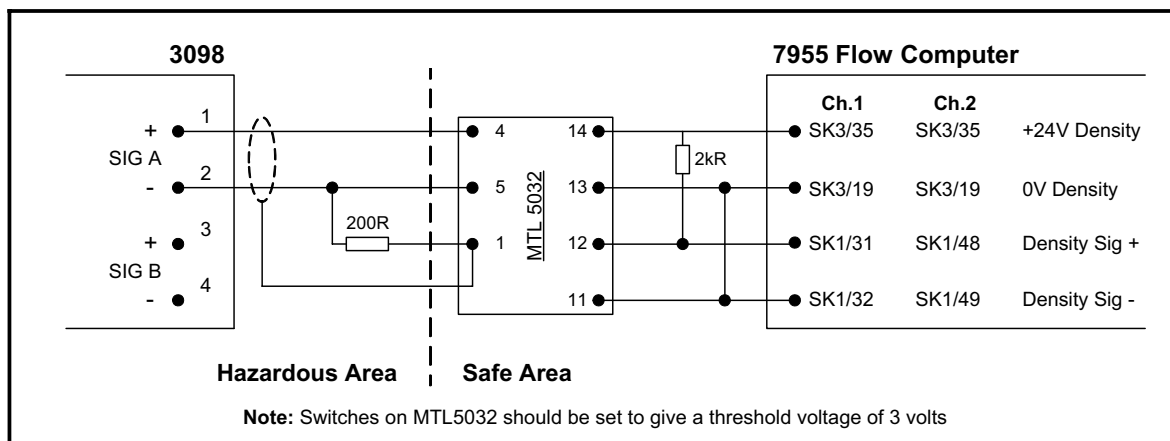 3098
7955 Flow Computer
Ch.1 Ch.2
+ 1 4 14 SK3/35 SK3/35 +24V Density
SIG A 2kR
- 2 5 13 SK3/19 SK3/19 0V Density
MTL 5032
200R
+ 3 1 12 SK1/31 SK1/48 Density Sig +
SIG B
- 4 11 SK1/32 SK1/49 Density Sig -
Hazardous Area Safe Area
Note: Switches on MTL5032 should be set to give a threshold voltage of 3 volts